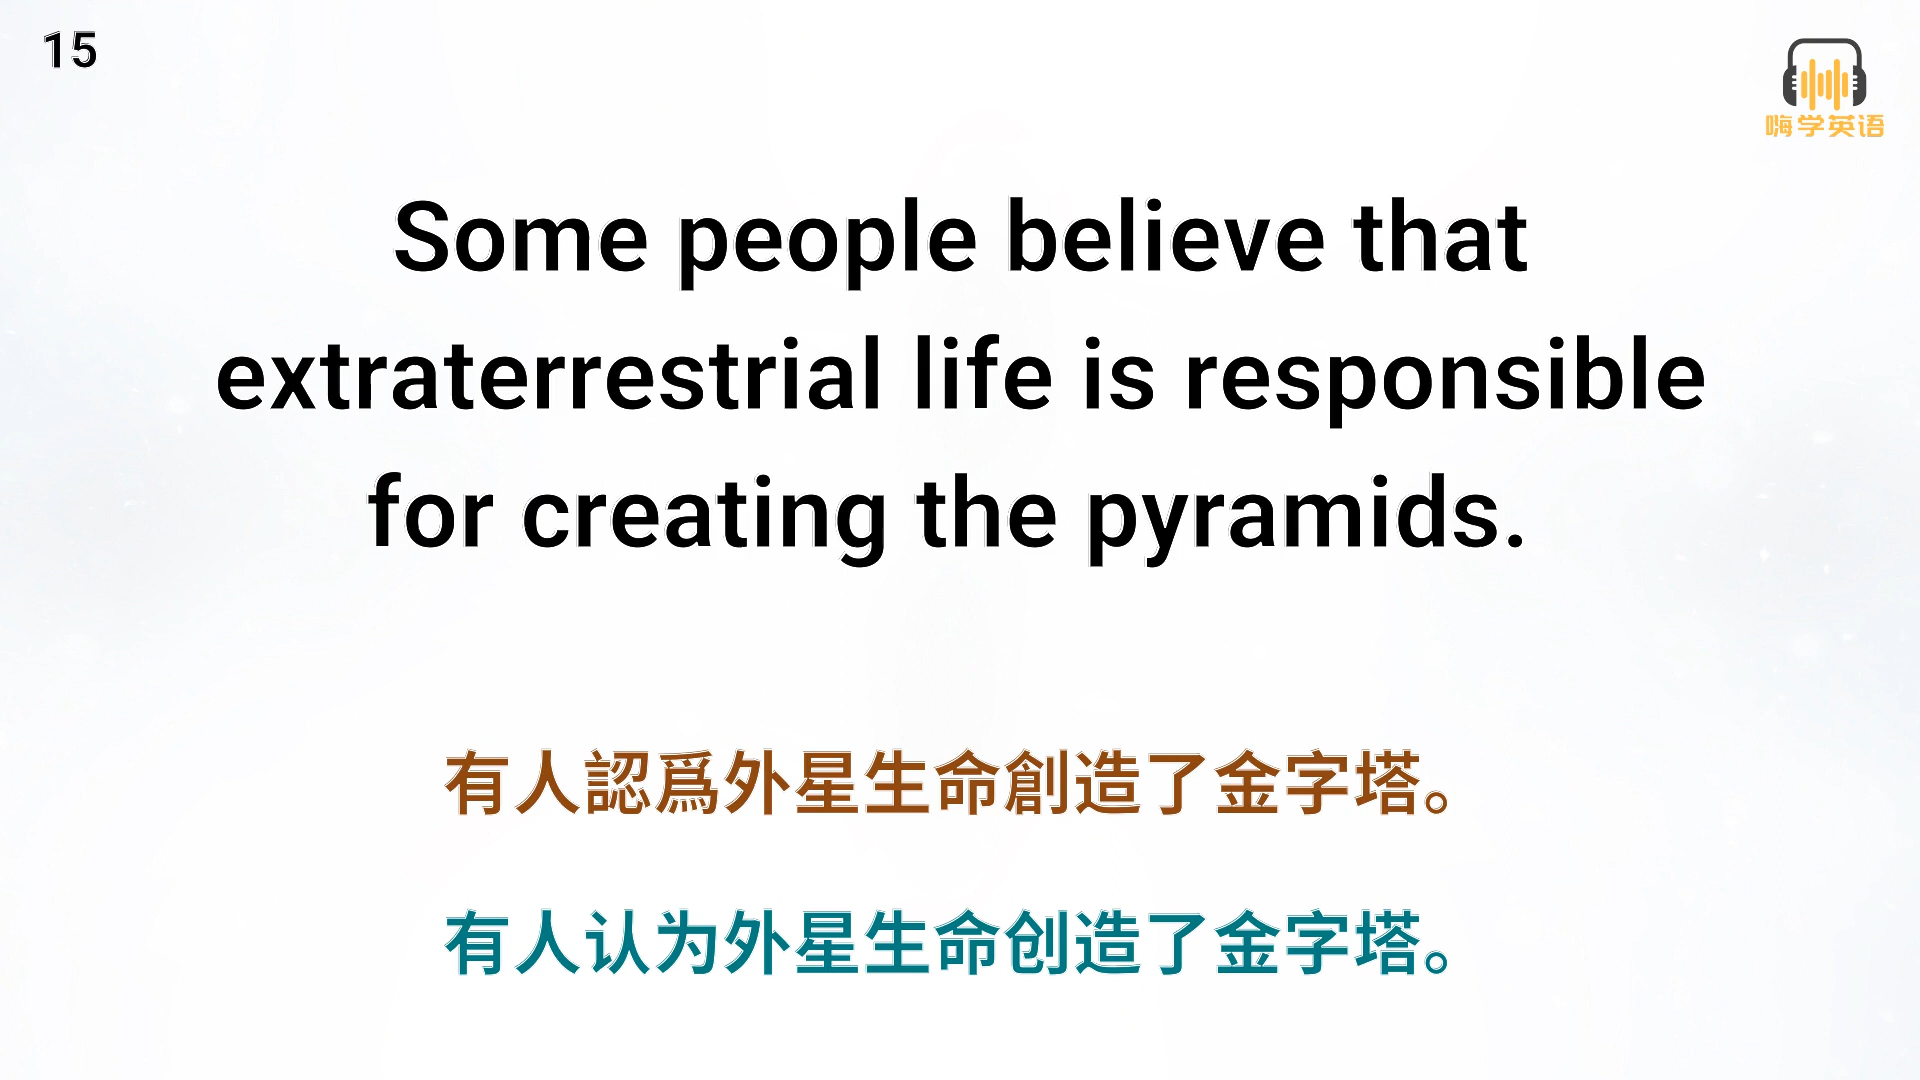 15
嗨学英语
Some people believe that
extraterrestrial life is responsible
for creating the pyramids.
有人認爲外星生命創造了金字塔。
有人认为外星生命创造了金字塔。